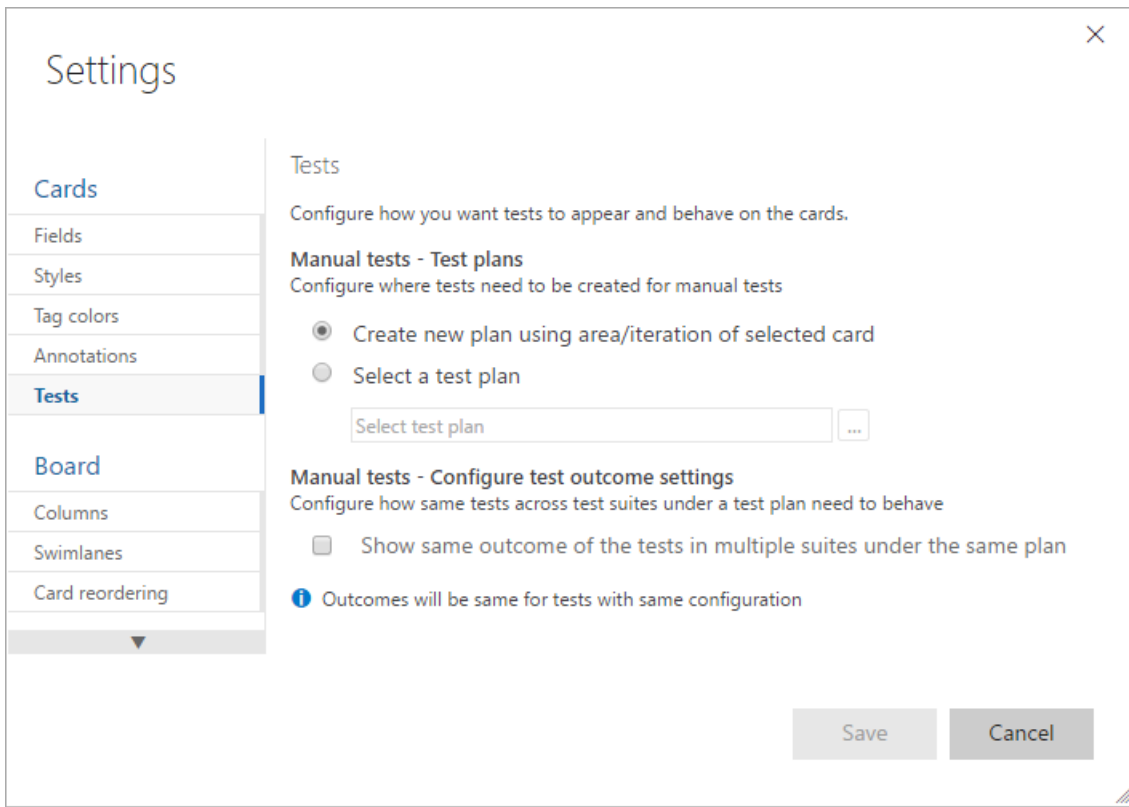 Settings
Cards
Fields
Styles
Tag colors
Annotations
Tests
Board
Columns
Swimlanes
Card reordering
Tests
Configure how you want tests to appear and behave on the cards.
Manual tests - Test plans
Configure where tests need to be created for manual tests
Create new plan using area/iteration of selected card
Select a test plan
Select test plan
...
Manual tests - Configure test outcome settings
Configure how same tests across test suites under a test plan need to behave
Show same outcome of the tests in multiple suites under the same plan
Outcomes will be same for tests with same configuration
Save
Cancel